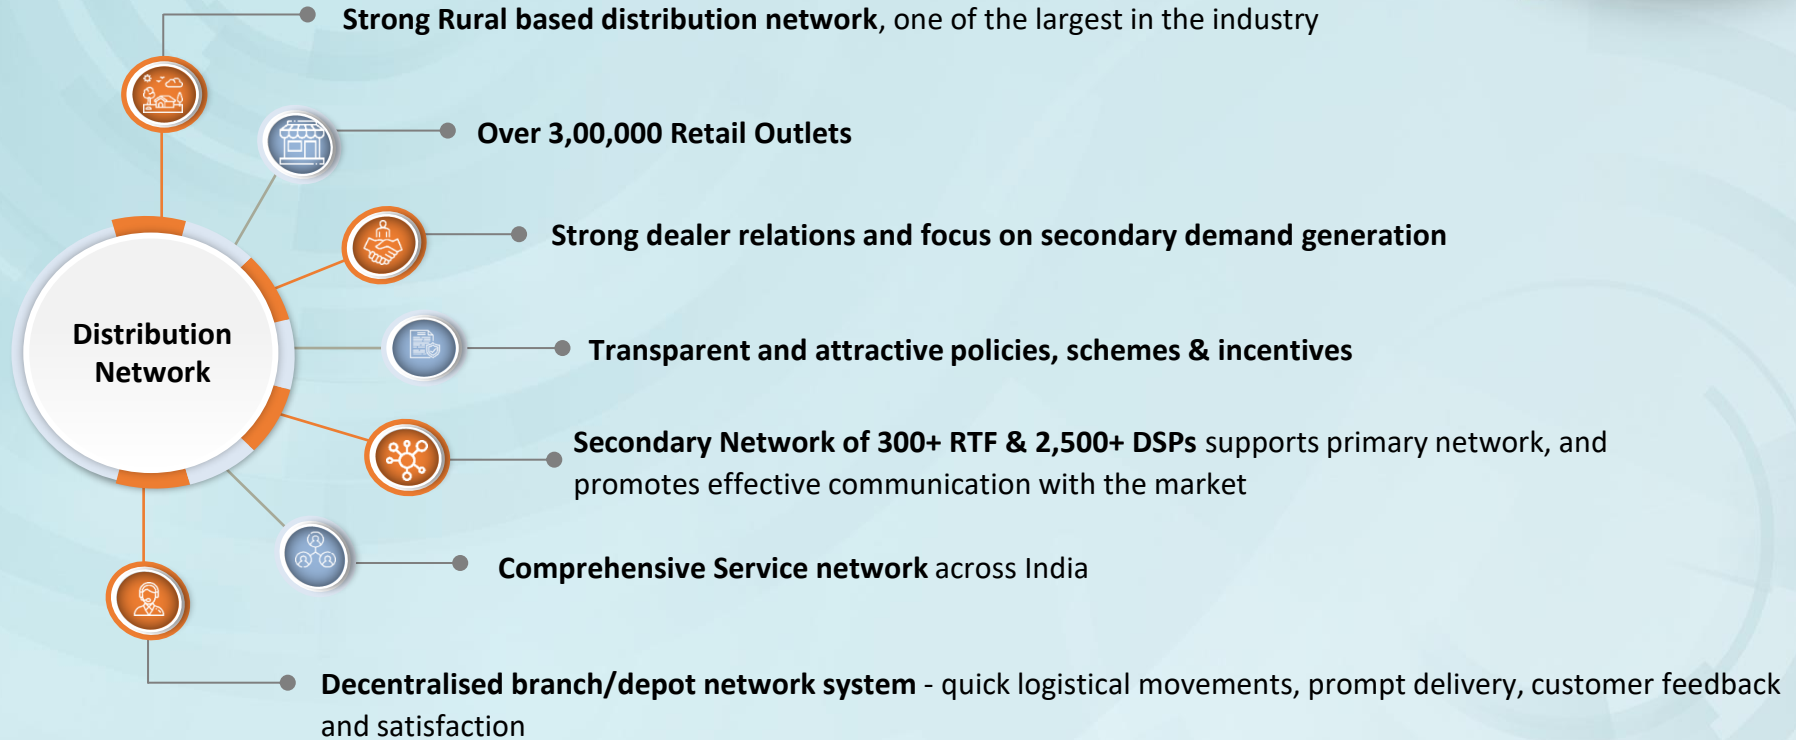 Strong Rural based distribution network, one of the largest in the industry
Over 3,00,000 Retail Outlets
Strong dealer relations and focus on secondary demand generation
Distribution
Network
Transparent and attractive policies, schemes & incentives
Secondary Network of 300+ RTF & 2,500+ DSPs supports primary network, and
promotes effective communication with the market
Comprehensive Service network across India
Decentralised branch/depot network system - quick logistical movements, prompt delivery, customer feedback
and satisfaction